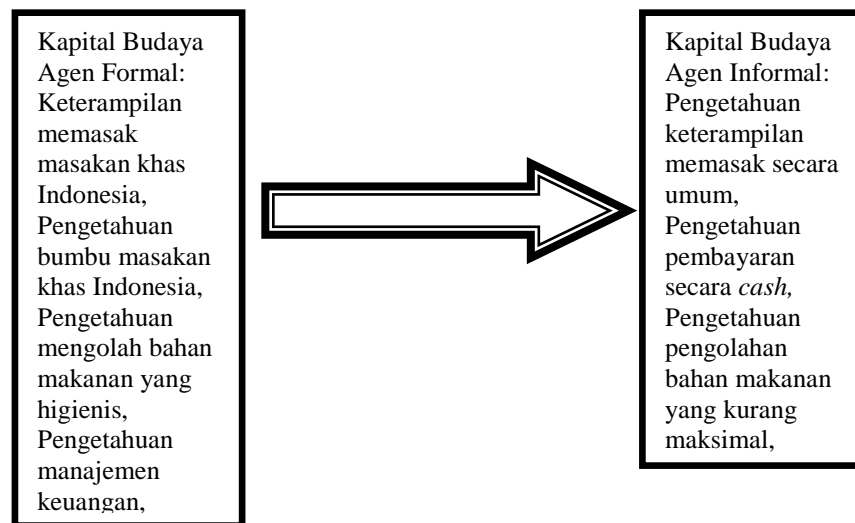 Kapital Budaya
Agen Formal:
Keterampilan
memasak
masakan khas
Indonesia,
Pengetahuan
bumbu masakan
khas Indonesia,
Pengetahuan
mengolah bahan
makanan yang
higienis,
Pengetahuan
manajemen
keuangan,
Kapital Budaya
Agen Informal:
Pengetahuan
keterampilan
memasak secara
umum,
Pengetahuan
pembayaran
secara cash,
Pengetahuan
pengolahan
bahan makanan
yang kurang
maksimal,